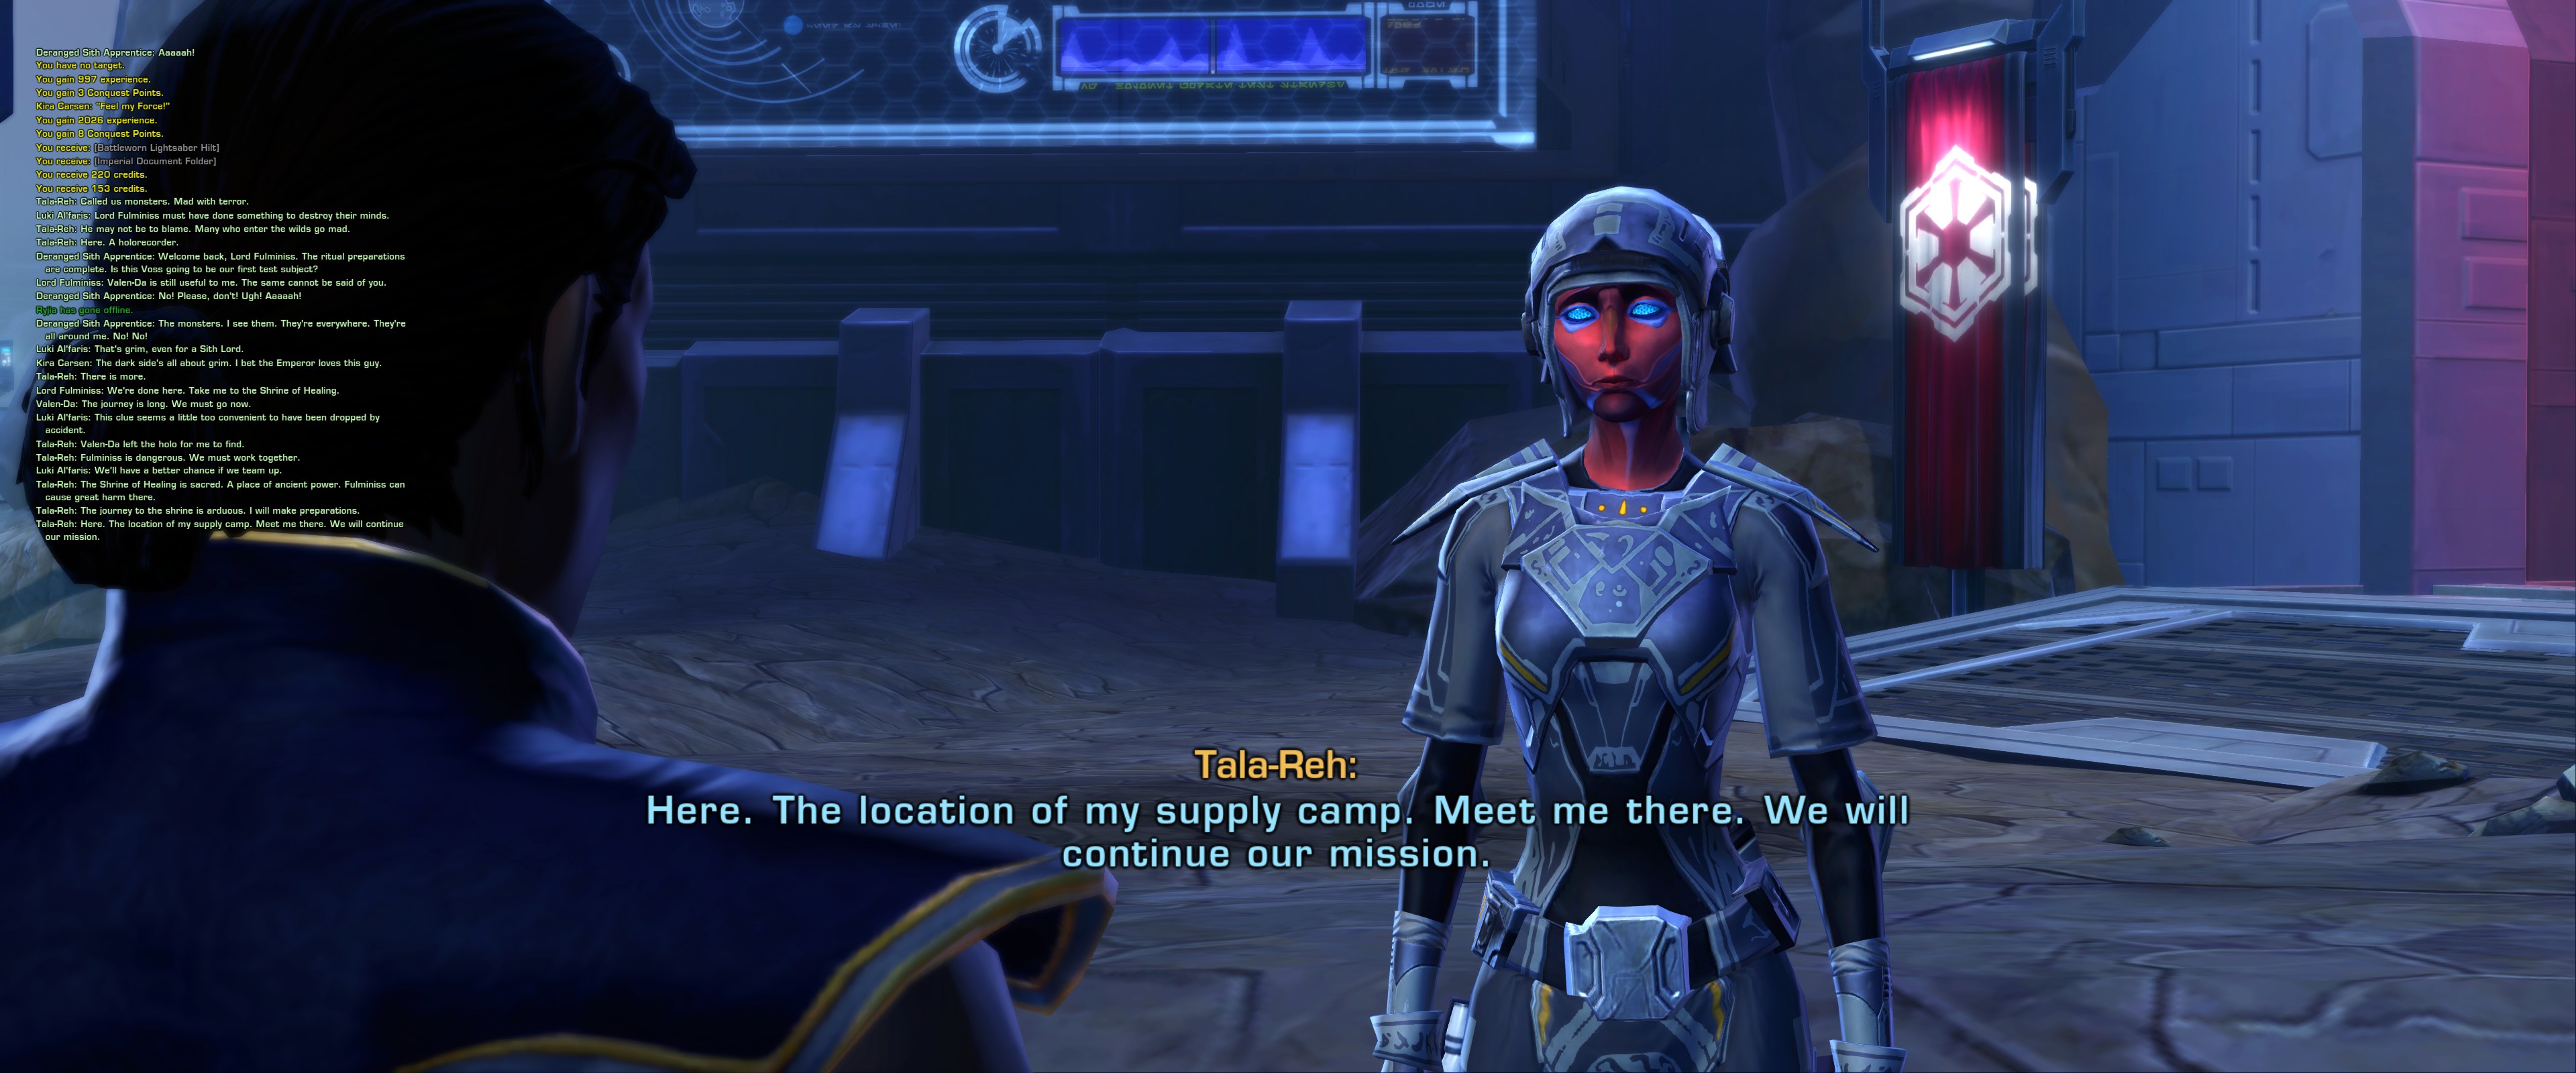 Deranged Sith Apprentice: Aaaaah!
You have no target.
You gain 997 experience.
You gain 3 Conquest Points.
Kira Carsen: "Feel my Force!"
You gain 2026 experience.
You gain 8 Conquest Points.
You receive: [Battleworn Lightsaber Hilt]
You receive: [Imperial Document Folder]
You receive 220 credits.
You receive 153 credits.
Tala-Reh: Called us monsters. Mad with terror.
Luki Al'faris: Lord Fulminiss must have done something to destroy their minds.
Tala-Reh: He may not be to blame. Many who enter the wilds go mad.
Tala-Reh: Here. A holorecorder.
Deranged Sith Apprentice: Welcome back, Lord Fulminiss. The ritual preparations
are complete. Is this Voss going to be our first test subject?
Lord Fulminiss: Valen-Da is still useful to me. The same cannot be said of you.
Deranged Sith Apprentice: No! Please, don't! Ugh! Aaaaah!
Ryjja has gone offline.
Deranged Sith Apprentice: The monsters. I see them. They're everywhere. They're
all around me. No! No!
Luki Al'faris: That's grim, even for a Sith Lord.
Kira Carsen: The dark side's all about grim. I bet the Emperor loves this guy.
Tala-Reh: There is more.
Lord Fulminiss: We're done here. Take me to the Shrine of Healing.
Valen-Da: The journey is long. We must go now.
Luki Al'faris: This clue seems a little too convenient to have been dropped by
accident.
Tala-Reh: Valen-Da left the holo for me to find.
Tala-Reh: Fulminiss is dangerous. We must work together.
Luki Al'faris: We'll have a better chance if we team up.
Tala-Reh: The Shrine of Healing is sacred. A place of ancient power. Fulminiss can
cause great harm there.
Tala-Reh: The journey to the shrine is arduous. I will make preparations.
Tala-Reh: Here. The location of my supply camp. Meet me there. We will continue
our mission.
Tala-Reh:
Here. The location of my supply camp. Meet me there. We will
continue our mission.